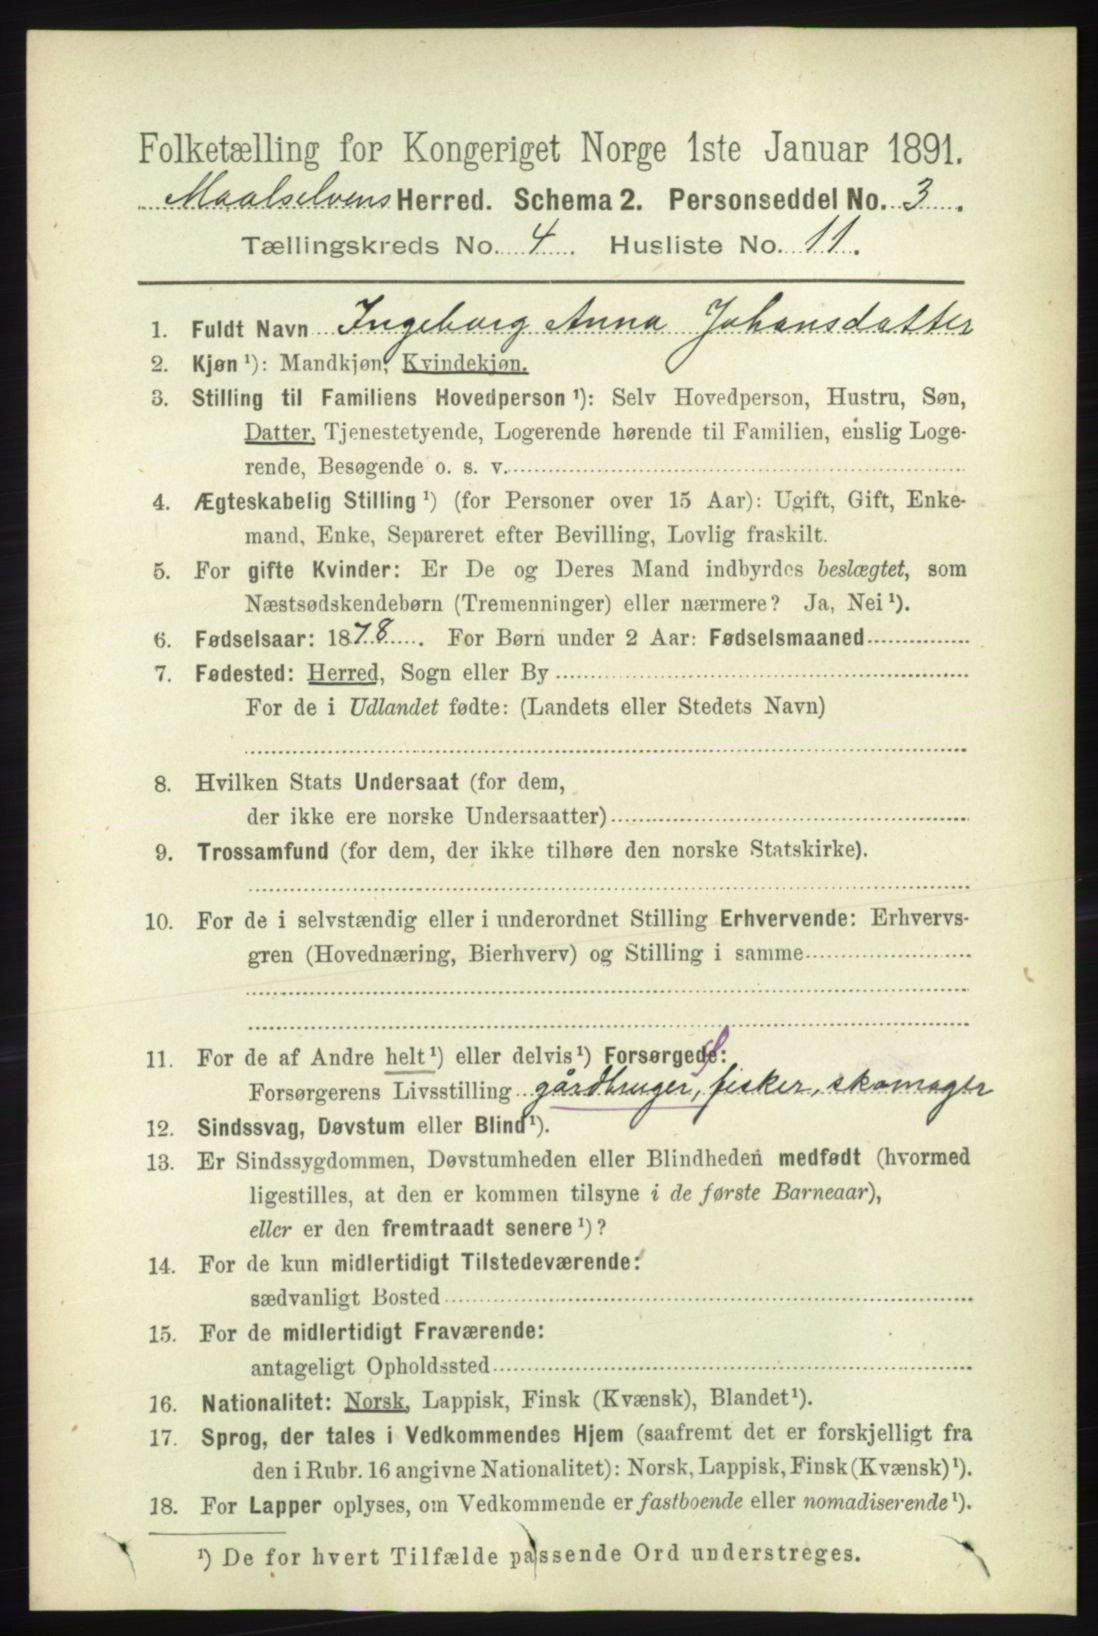 Folketælling for Kongeriget Norge 1ste Januar 1891.
Maalselvens Herred. Schema 2. Personseddel No. 3.
Tællingskreds No. 4. Husliste No. 11.
1. Fuldt Navn Ingeborg Anna Johansdatter
2. Kjøn ¹): Mandkjøn, Kvindekjøn.
3. Stilling til Familiens Hovedperson ¹): Selv Hovedperson, Hustru, Søn,
Datter, Tjenestetyende, Logerende hørende til Familien, enslig Loge-
rende, Besøgende o. s. v.
4. Ægteskabelig Stilling ¹) (for Personer over 15 Aar): Ugift, Gift, Enke-
mand, Enke, Separeret efter Bevilling, Lovlig fraskilt.
5. For gifte Kvinder: Er De og Deres Mand indbyrdes beslægtet, som
Næstsødskendebørn (Tremenninger) eller nærmere? Ja, Nei ¹).
6. Fødselsaar: 1878. For Børn under 2 Aar: Fødselsmaaned
7. Fødested: Herred, Sogn eller By
For de i Udlandet fødte: (Landets eller Stedets Navn)
8. Hvilken Stats Undersaat (for dem,
der ikke ere norske Undersaatter)
9. Trossamfund (for dem, der ikke tilhøre den norske Statskirke).
10. For de i selvstændig eller i underordnet Stilling Erhvervende: Erhvervs-
gren (Hovednæring, Bierhverv) og Stilling i samme
11. For de af Andre helt ¹) eller delvis ¹) Forsørgede:
Forsørgerens Livsstilling gårdbruger, fisker, skomager
12. Sindssvag, Døvstum eller Blind ¹).
13. Er Sindssygdommen, Døvstumheden eller Blindheden medfødt (hvormed
ligestilles, at den er kommen tilsyne i de første Barneaar),
eller er den fremtraadt senere ¹)?
14. For de kun midlertidigt Tilstedeværende:
sædvanligt Bosted
15. For de midlertidigt Fraværende:
antageligt Opholdssted
16. Nationalitet: Norsk, Lappisk, Finsk (Kvænsk), Blandet ¹).
17. Sprog, der tales i Vedkommendes Hjem (saafremt det er forskjelligt fra
den i Rubr. 16 angivne Nationalitet): Norsk, Lappisk, Finsk (Kvænsk) ¹).
18. For Lapper oplyses, om Vedkommende er fastboende eller nomadiserende ¹).
¹) De for hvert Tilfælde passende Ord understreges.